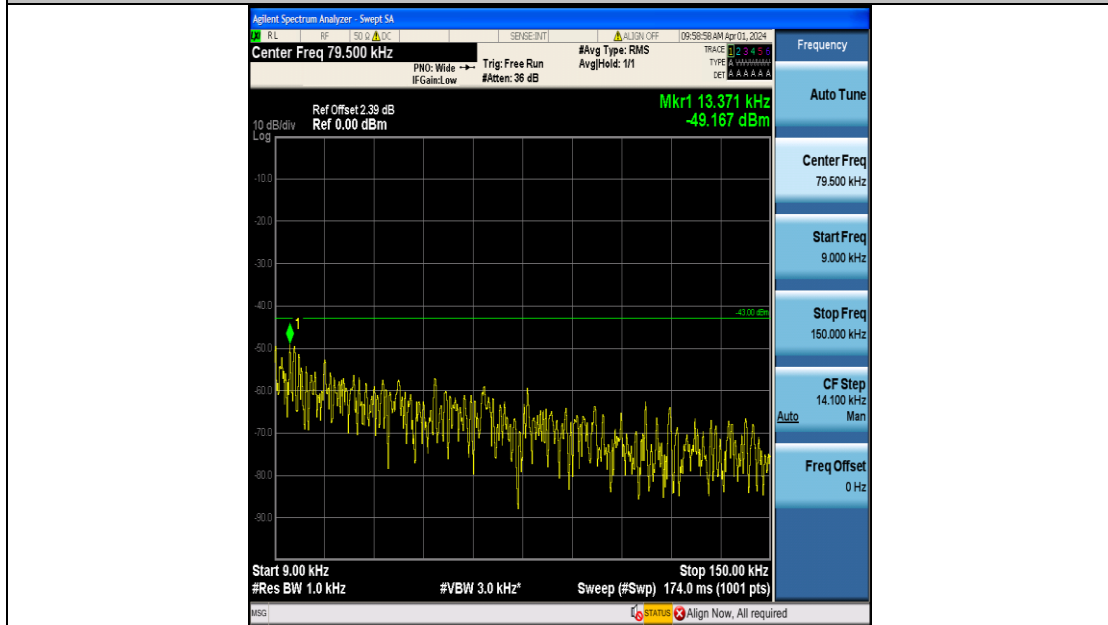 Agilent Spectrum Analyzer - Swept SA
RL RF 50 Ω DC SENSE:INT ALIGN OFF 09:58:58 AM Apr 01, 2024
Center Freq 79.500 kHz
PNO: Wide
IFGain:Low
Trig: Free Run
#Atten: 36 dB
#Avg Type: RMS
Avg|Hold: 1/1
TRACE 1 2 3 4 5 6
TYPE A WWWWW
DET A A A A A A
Mkr1 13.371 kHz
-49.167 dBm
Ref Offset 2.39 dB
10 dB/div Ref 0.00 dBm
Log
-10.0
-20.0
-30.0
-40.0
-43.00 dBm
1
-50.0
-60.0
-70.0
-80.0
-90.0
Start 9.00 kHz Stop 150.00 kHz
#Res BW 1.0 kHz #VBW 3.0 kHz* Sweep (#Swp) 174.0 ms (1001 pts)
MSG STATUS Align Now, All required
Frequency
Auto Tune
Center Freq
79.500 kHz
Start Freq
9.000 kHz
Stop Freq
150.000 kHz
CF Step
14.100 kHz
Auto Man
Freq Offset
0 Hz